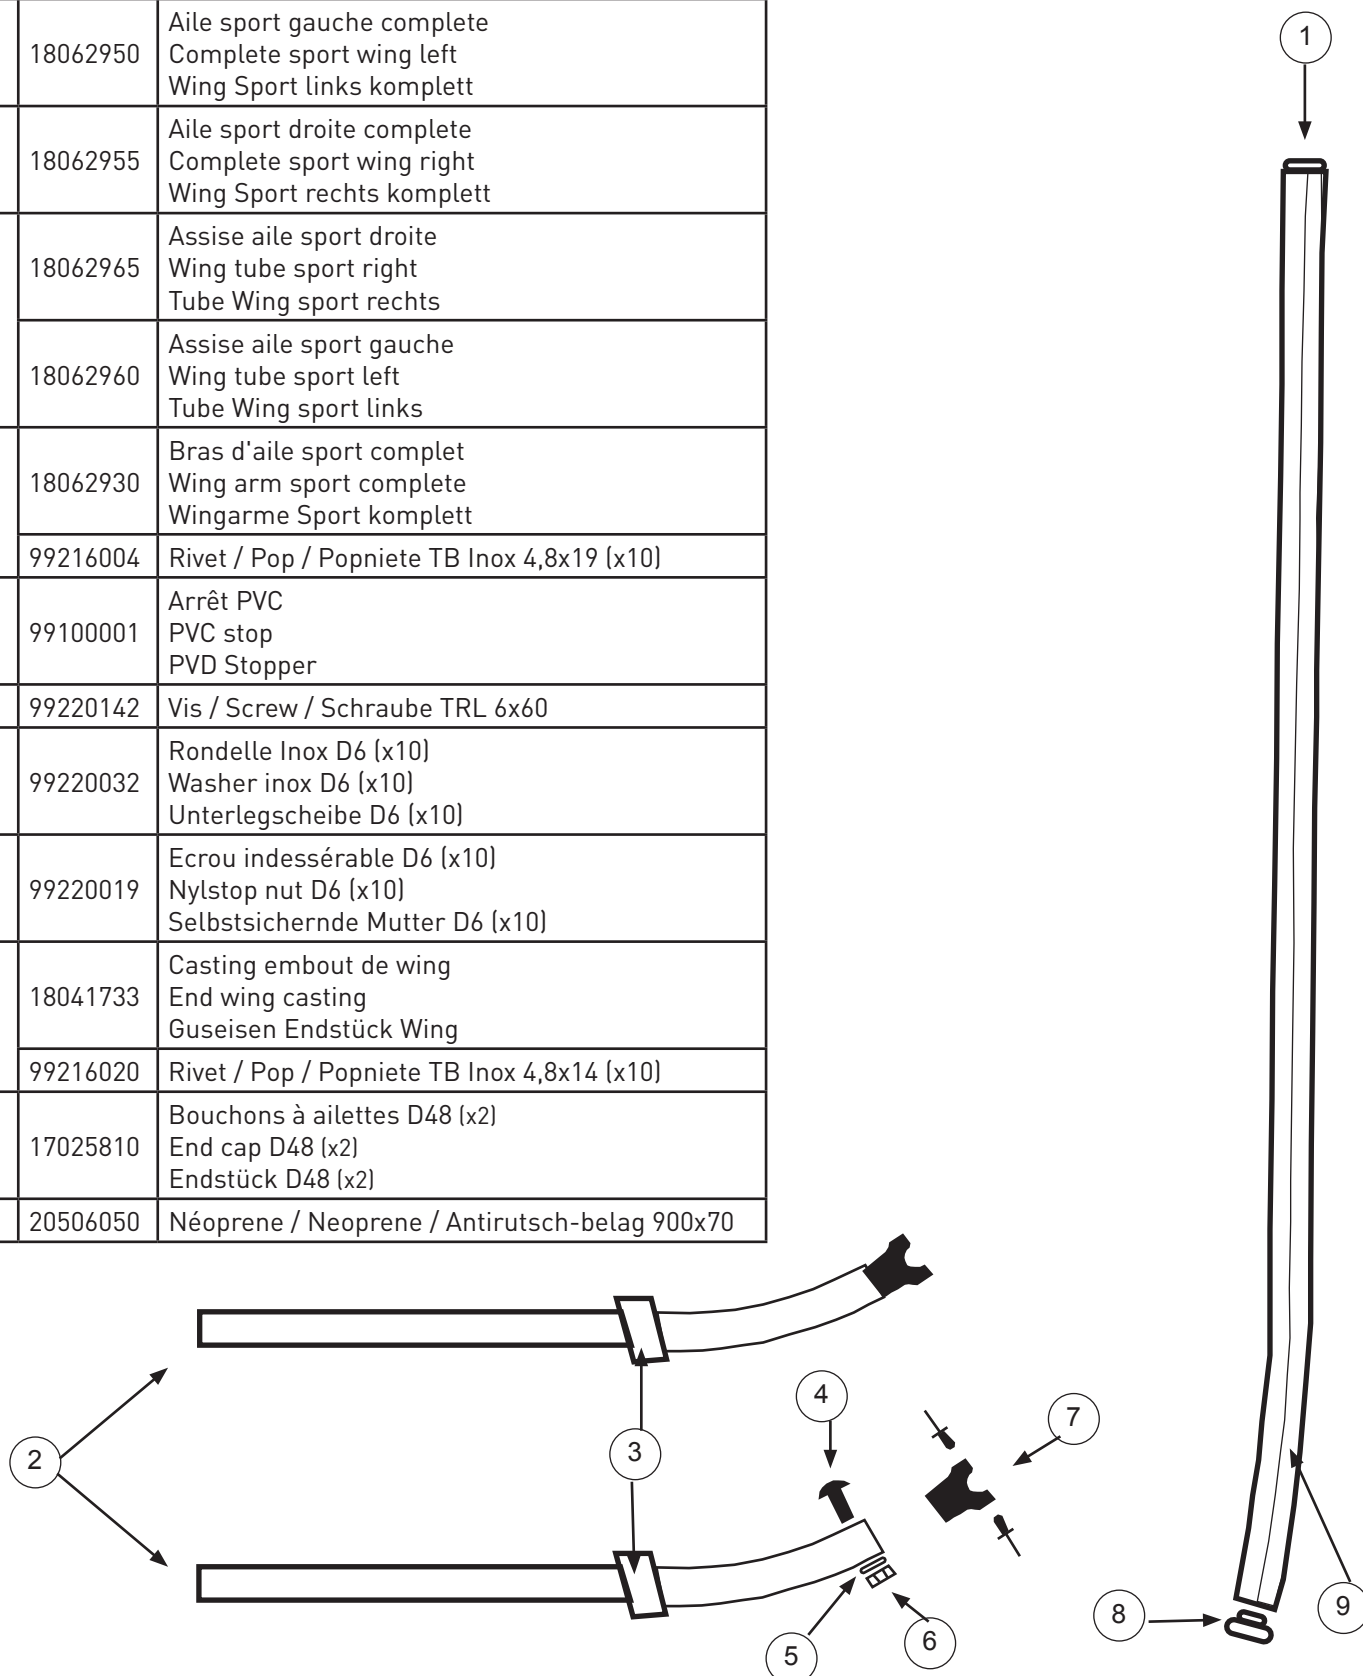 18062950
Aile sport gauche complete
Complete sport wing left
Wing Sport links komplett
18062955
Aile sport droite complete
Complete sport wing right
Wing Sport rechts komplett
18062965
Assise aile sport droite
Wing tube sport right
Tube Wing sport rechts
18062960
Assise aile sport gauche
Wing tube sport left
Tube Wing sport links
18062930
Bras d'aile sport complet
Wing arm sport complete
Wingarme Sport komplett
99216004 Rivet / Pop / Popniete TB Inox 4,8x19 (x10)
99100001
Arrêt PVC
PVC stop
PVD Stopper
99220142 Vis / Screw / Schraube TRL 6x60
99220032
Rondelle Inox D6 (x10)
Washer inox D6 (x10)
Unterlegscheibe D6 (x10)
99220019
Ecrou indessérable D6 (x10)
Nylstop nut D6 (x10)
Selbstsichernde Mutter D6 (x10)
18041733
Casting embout de wing
End wing casting
Guseisen Endstück Wing
99216020 Rivet / Pop / Popniete TB Inox 4,8x14 (x10)
17025810
Bouchons à ailettes D48 (x2)
End cap D48 (x2)
Endstück D48 (x2)
20506050 Néoprene / Neoprene / Antirutsch-belag 900x70
1
2
3
4
5
6
7
8
9